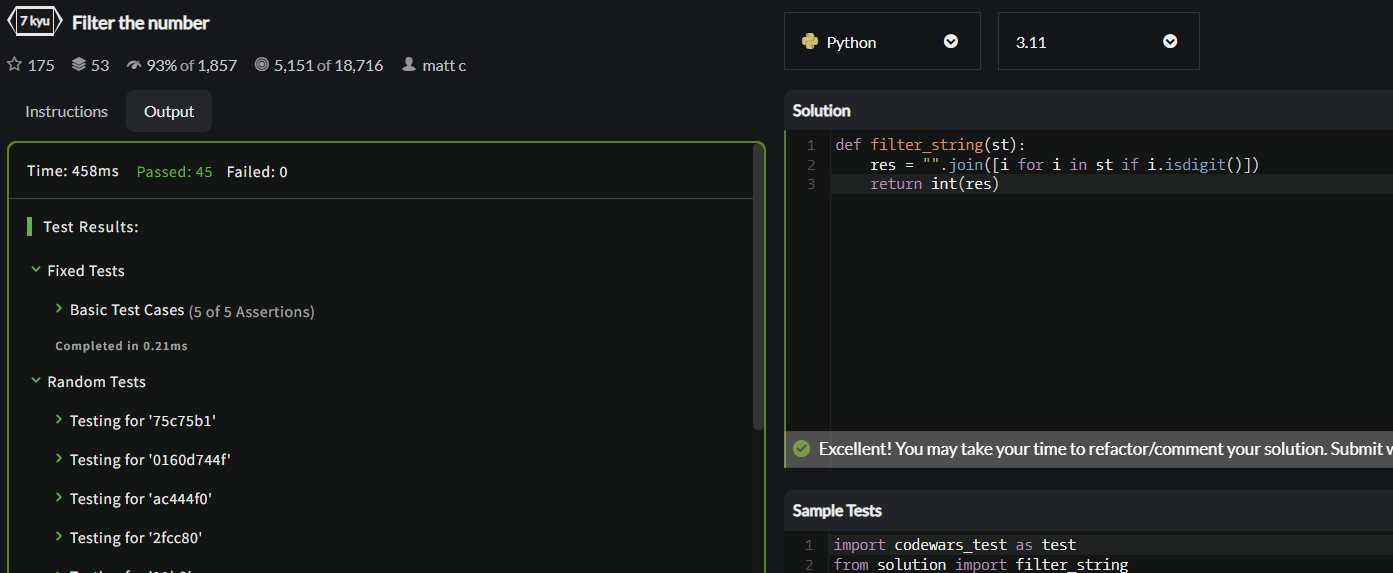 7 kyu Filter the number
175 53 93% of 1,857 5,151 of 18,716 matt c
Instructions Output
Time: 458ms Passed: 45 Failed: 0
Test Results:
Fixed Tests
Basic Test Cases (5 of 5 Assertions)
Completed in 0.21ms
Random Tests
Testing for '75c75b1'
Testing for '0160d744f'
Testing for 'ac444f0'
Testing for '2fcc80'
Python 3.11
Solution
1 def filter_string(st):
2 res = "".join([i for i in st if i.isdigit()])
3 return int(res)
Excellent! You may take your time to refactor/comment your solution. Submit
Sample Tests
1 import codewars_test as test
2 from solution import filter_string